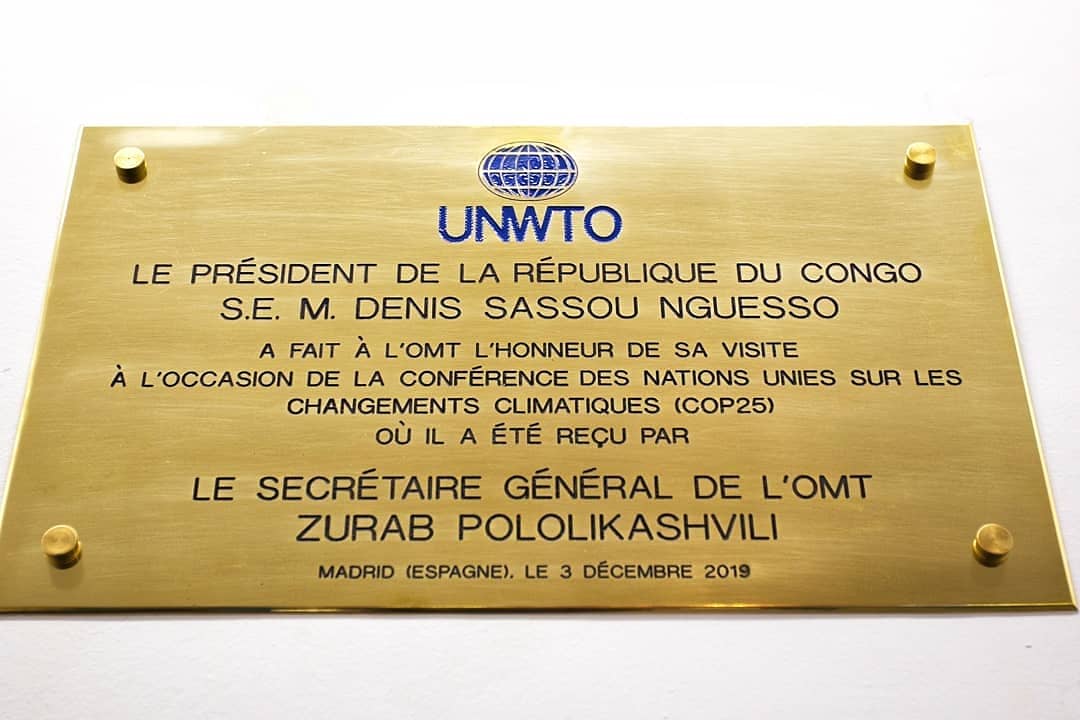 UNWTO
LE PRÉSIDENT DE LA RÉPUBLIQUE DU CONGO
S.E. M. DENIS SASSOU NGUESSO
A FAIT À L'OMT L'HONNEUR DE SA VISITE
À L'OCCASION DE LA CONFÉRENCE DES NATIONS UNIES SUR LES
CHANGEMENTS CLIMATIQUES (COP25)
OÙ IL A ÉTÉ REÇU PAR
LE SECRÉTAIRE GÉNÉRAL DE L'OMT
ZURAB POLOLIKASHVILI
MADRID (ESPAGNE), LE 3 DÉCEMBRE 2019